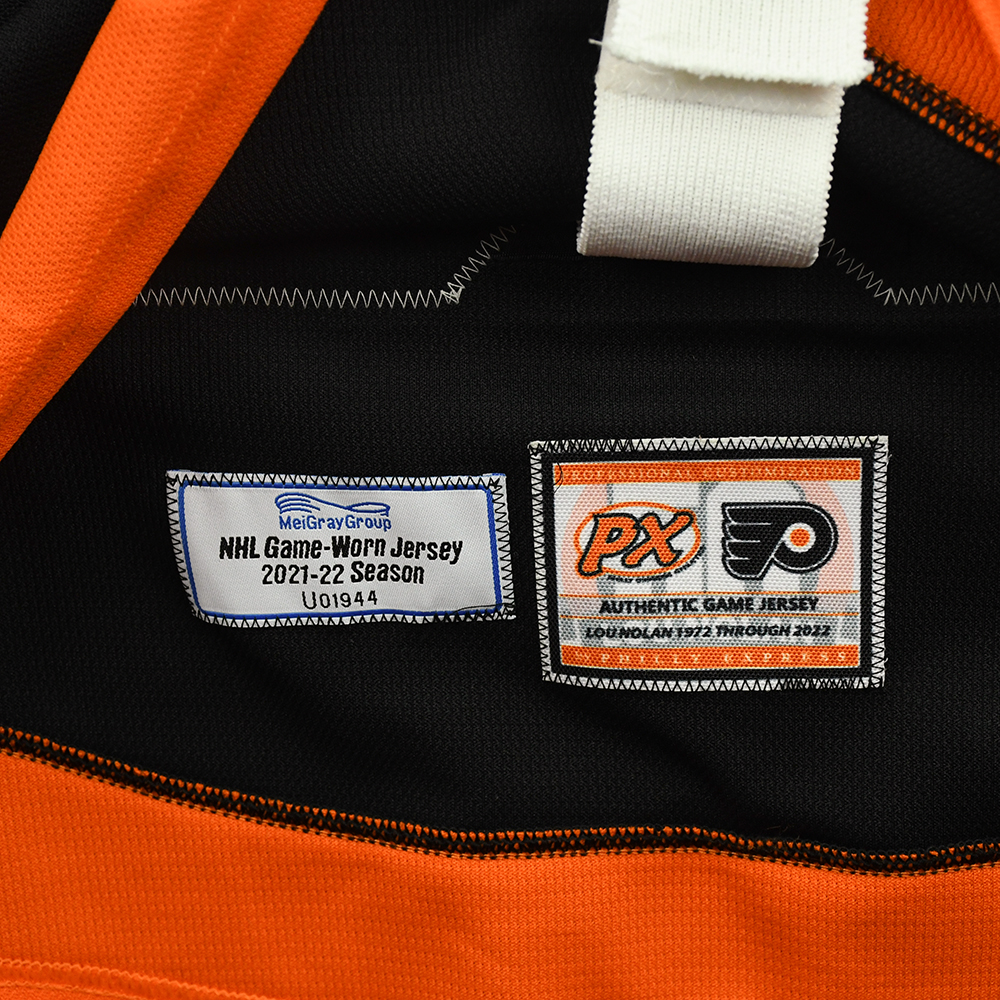 MeiGrayGroup
NHL Game-Worn Jersey
2021-22 Season
U01944
PX
AUTHENTIC GAME JERSEY
LOU NOLAN 1972 THROUGH 2022